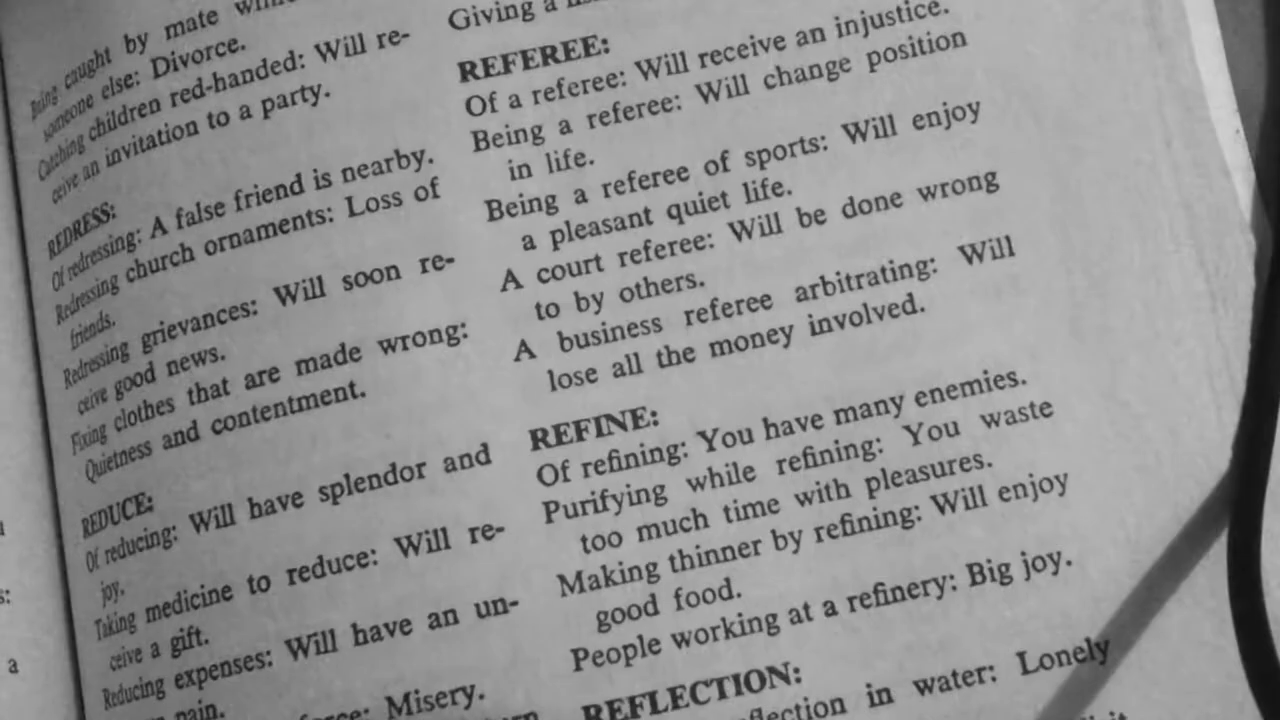 Being caught by mate
someone else: Divorce.
Catching children red-handed: Will re-
ceive an invitation to a party.
REDRESS:
Of redressing: A false friend is nearby.
Redressing church ornaments: Loss of
friends.
Redressing grievances: Will soon re-
ceive good news.
Fixing clothes that are made wrong:
Quietness and contentment.
REDUCE:
Of reducing: Will have splendor and
joy.
Taking medicine to reduce: Will re-
ceive a gift.
Reducing expenses: Will have an un-
pain.
Misery.
Giving a
REFEREE:
Of a referee: Will receive an injustice.
Being a referee: Will change position
in life.
Being a referee of sports: Will enjoy
a pleasant quiet life.
A court referee: Will be done wrong
to by others.
A business referee arbitrating: Will
lose all the money involved.
REFINE:
Of refining: You have many enemies.
Purifying while refining: You waste
too much time with pleasures.
Making thinner by refining: Will enjoy
good food.
People working at a refinery: Big joy.
REFLECTION:
in water: Lonely